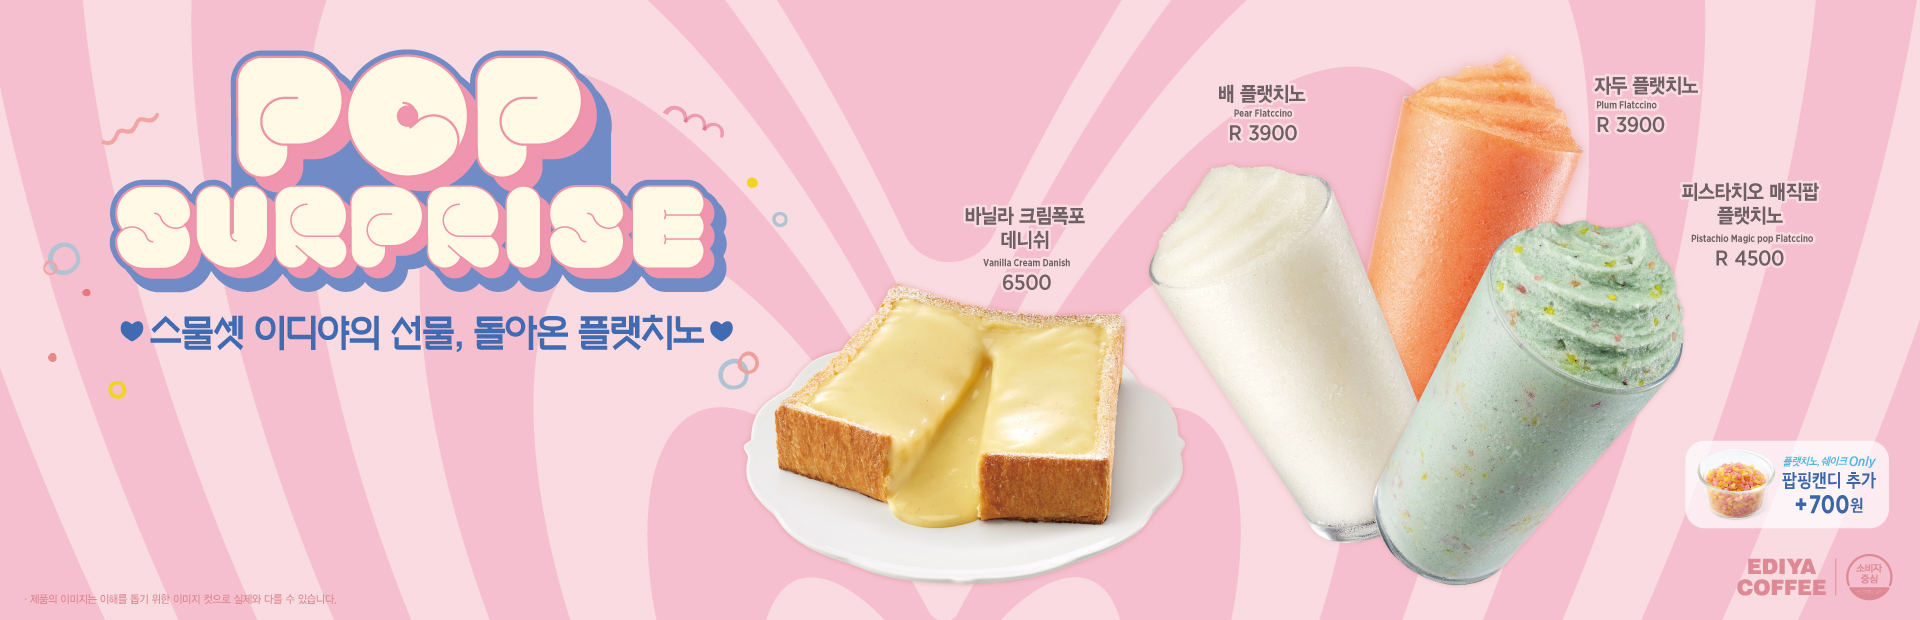 POP
SURPRISE
스물셋 이디야의 선물, 돌아온 플랫치노
바닐라 크림폭포
데니쉬
Vanilla Cream Danish
6500
배 플랫치노
Pear Flatccino
R 3900
자두 플랫치노
Plum Flatccino
R 3900
피스타치오 매직팝
플랫치노
Pistachio Magic pop Flatccino
R 4500
플랫치노, 쉐이크 Only
팝핑캔디 추가
+700원
· 제품의 이미지는 이해를 돕기 위한 이미지 컷으로 실제와 다를 수 있습니다.
EDIYA
COFFEE
소비자
중심